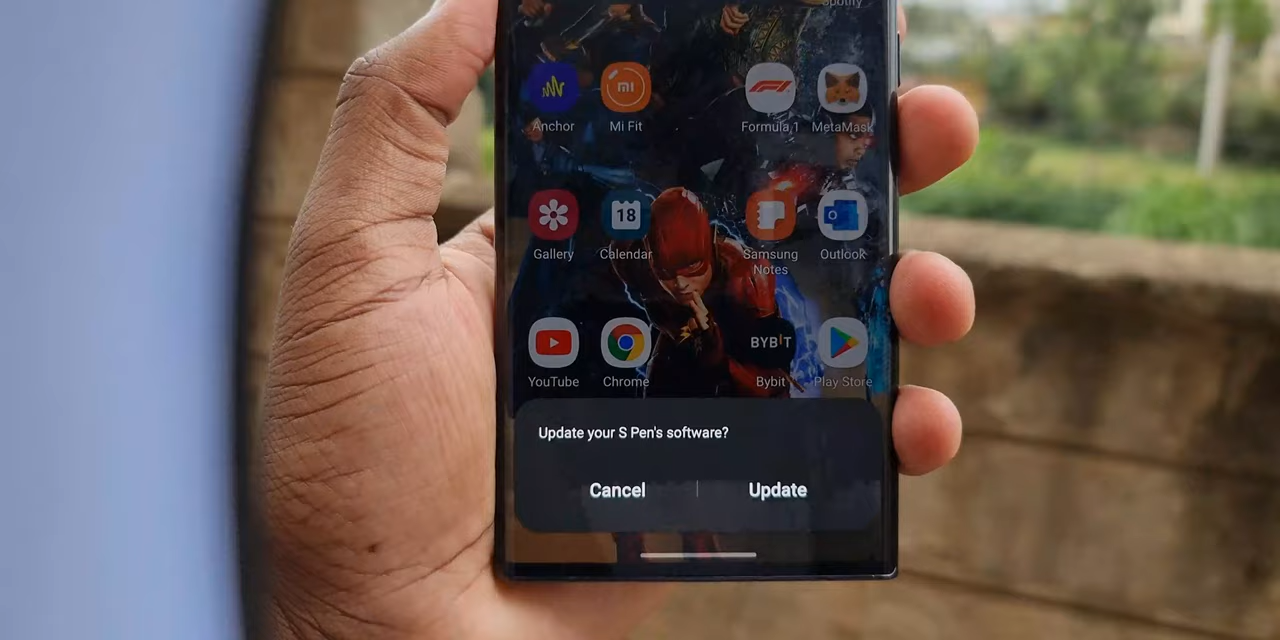 Spotify
Anchor
Mi Fit
Formula 1
MetaMask
18
Gallery
Calendar
Samsung
Notes
Outlook
BYBIT
YouTube
Chrome
Bybit
Play Store
Update your S Pen's software?
Cancel
Update